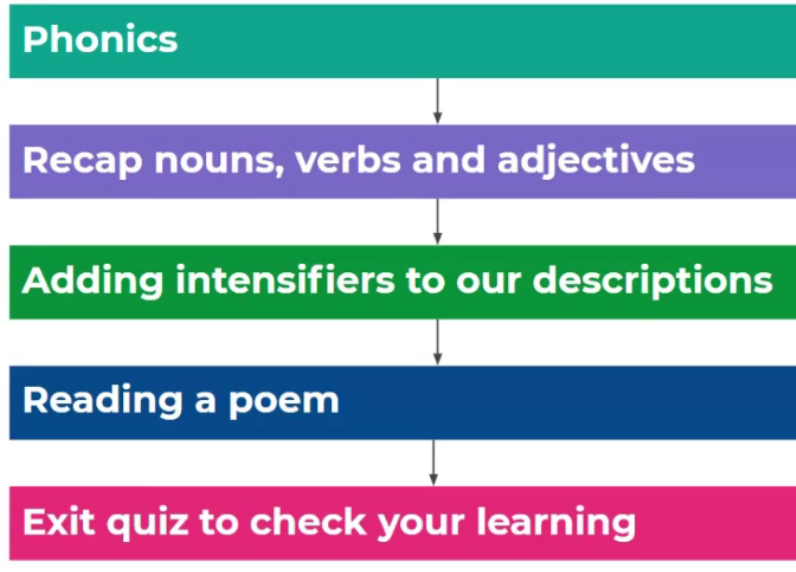 Phonics
Recap nouns, verbs and adjectives
Adding intensifiers to our descriptions
Reading a poem
Exit quiz to check your learning